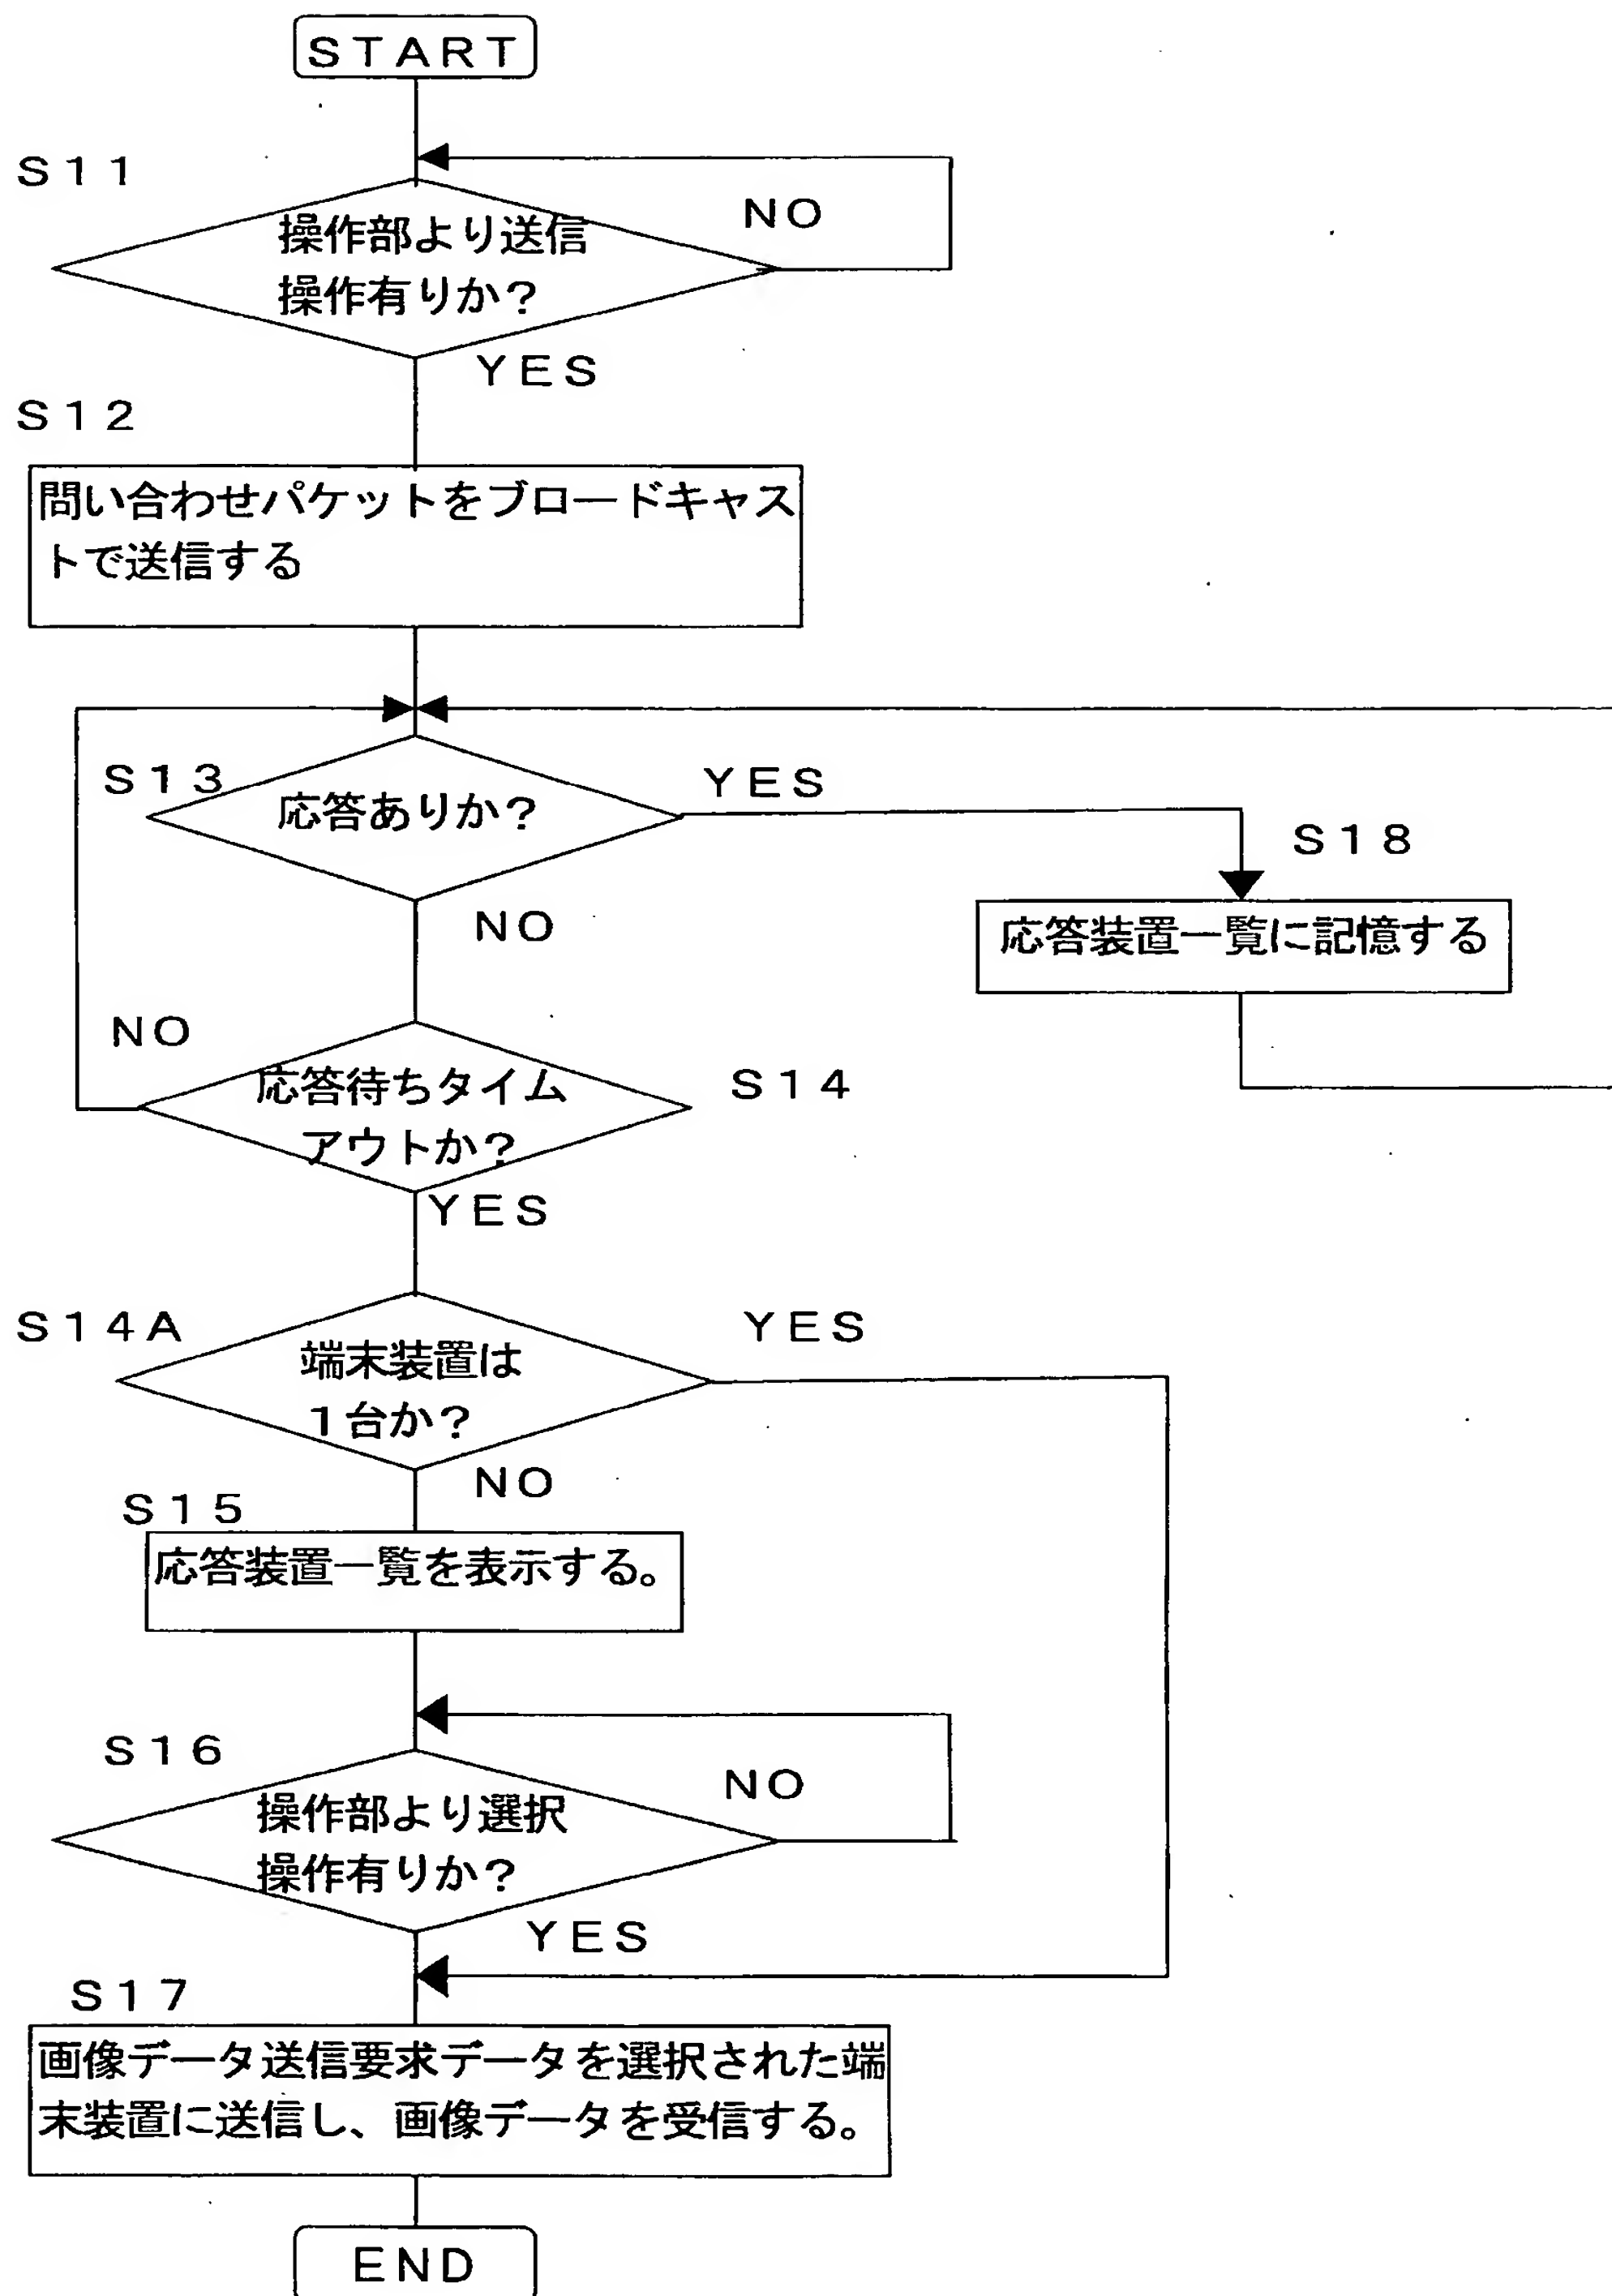 ＳＴＡＲＴ
Ｓ１１
操作部より送信
操作有りか？
ＮＯ
ＹＥＳ
Ｓ１２
問い合わせパケットをブロードキャス
トで送信する
Ｓ１３
応答ありか？
ＹＥＳ
Ｓ１８
応答装置一覧に記憶する
ＮＯ
ＮＯ
応答待ちタイム
アウトか？
Ｓ１４
ＹＥＳ
Ｓ１４Ａ
端末装置は
１台か？
ＹＥＳ
ＮＯ
Ｓ１５
応答装置一覧を表示する。
Ｓ１６
操作部より選択
操作有りか？
ＮＯ
ＹＥＳ
Ｓ１７
画像データ送信要求データを選択された端
末装置に送信し、画像データを受信する。
ＥＮＤ